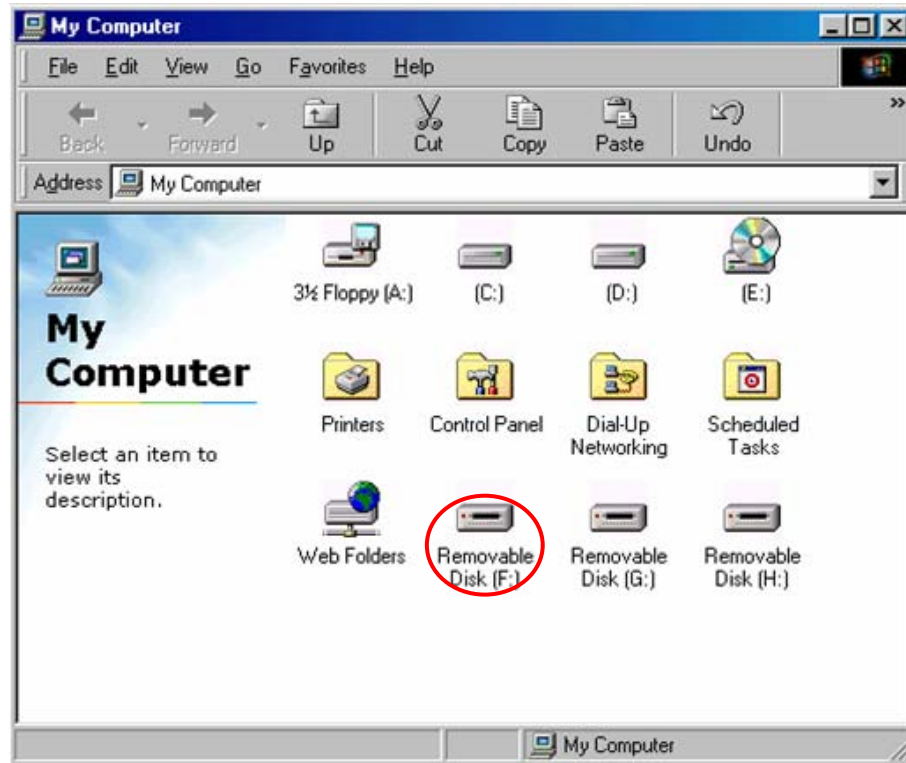 My Computer
File Edit View Go Favorites Help
Back Forward Up Cut Copy Paste Undo »
Address My Computer
3½ Floppy (A:) (C:) (D:) (E:)
My
Computer
Printers Control Panel Dial-Up
Networking Scheduled
Tasks
Select an item to
view its
description.
Web Folders Removable
Disk (F:) Removable
Disk (G:) Removable
Disk (H:)
My Computer